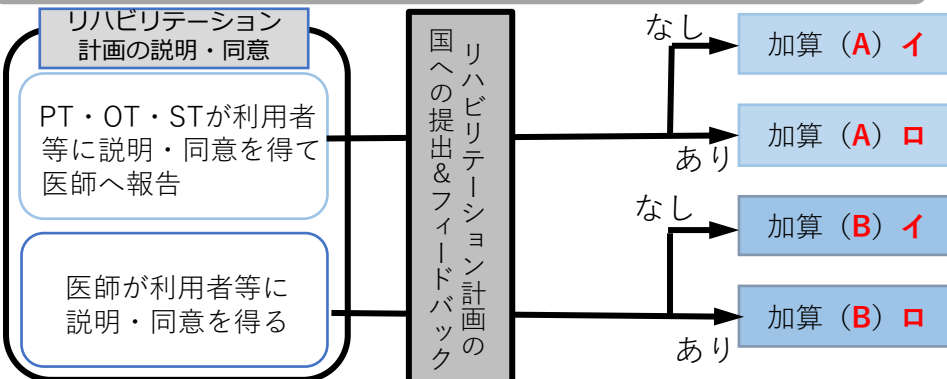 リハビリテーション
計画の説明・同意
PT・OT・STが利用者
等に説明・同意を得て
医師へ報告
医師が利用者等に
説明・同意を得る
リハビリテーション計画の
国への提出&フィードバック
なし
加算（A）イ
加算（A）ロ
あり
なし
加算（B）イ
加算（B）ロ
あり